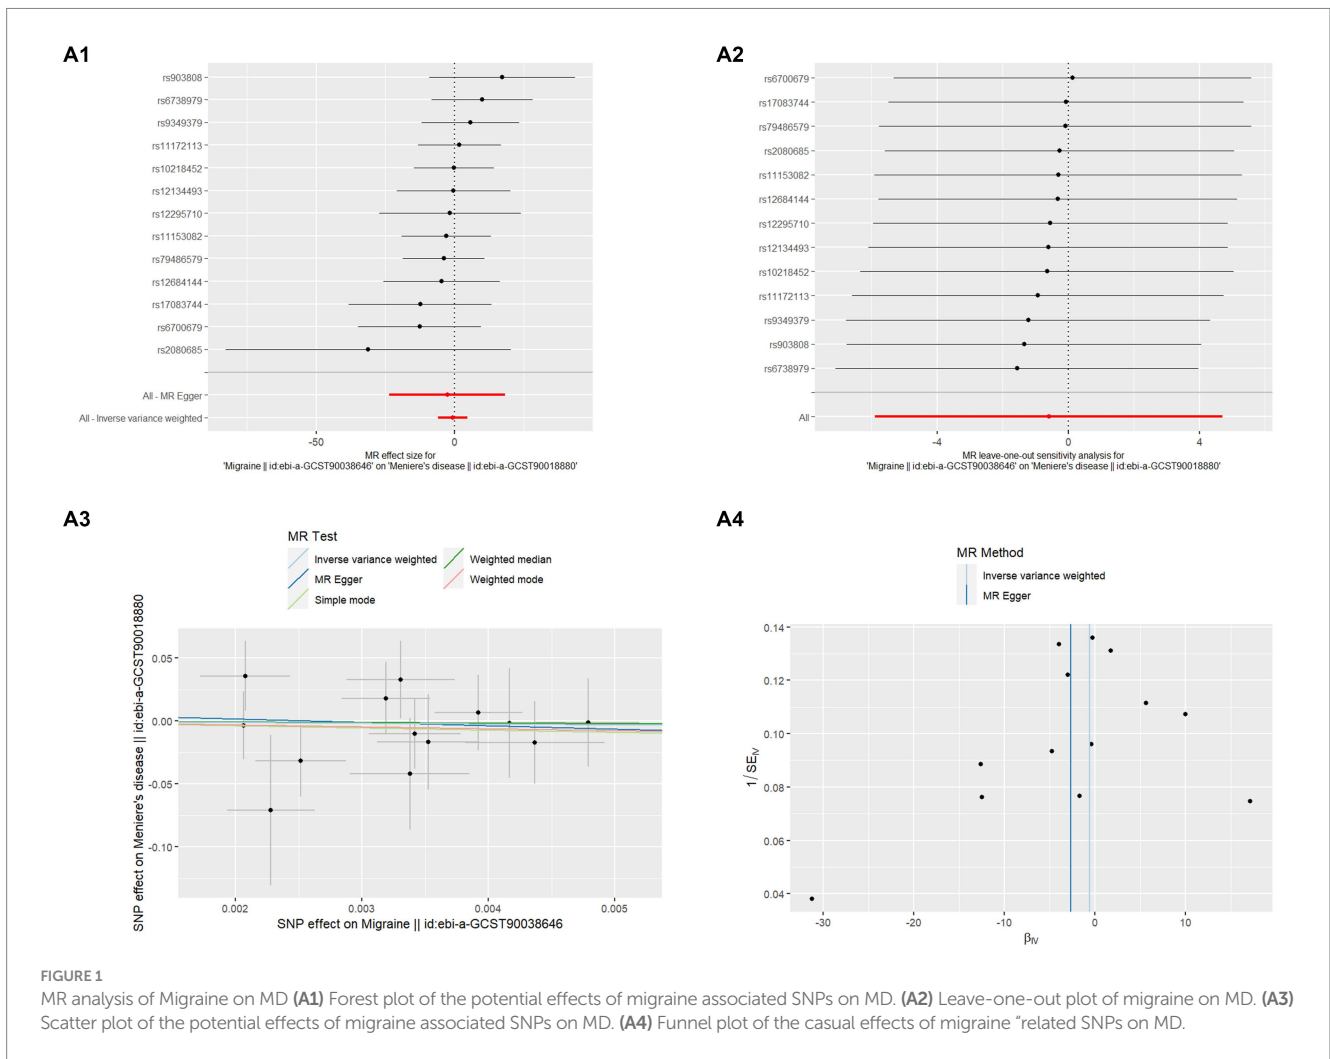 A1
rs903808
rs6738979
rs9349379
rs11172113
rs10218452
rs12134493
rs12295710
rs11153082
rs79486579
rs12684144
rs17083744
rs6700679
rs2080685
All - MR Egger
All - Inverse variance weighted
-50
0
MR effect size for
'Migraine || id:ebi-a-GCST90038646' on 'Meniere's disease || id:ebi-a-GCST90018880'
A2
rs6700679
rs17083744
rs79486579
rs2080685
rs11153082
rs12684144
rs12295710
rs12134493
rs10218452
rs11172113
rs9349379
rs903808
rs6738979
All
-4
0
4
MR leave-one-out sensitivity analysis for
'Migraine || id:ebi-a-GCST90038646' on 'Meniere's disease || id:ebi-a-GCST90018880'
A3
MR Test
Inverse variance weighted
MR Egger
Simple mode
Weighted median
Weighted mode
SNP effect on Meniere's disease || id:ebi-a-GCST90018880
0.05
0.00
-0.05
-0.10
0.002
0.003
0.004
0.005
SNP effect on Migraine || id:ebi-a-GCST90038646
A4
MR Method
Inverse variance weighted
MR Egger
1/SE_IV
0.14
0.12
0.10
0.08
0.06
0.04
-30
-20
-10
0
10
β_IV
FIGURE 1
MR analysis of Migraine on MD (A1) Forest plot of the potential effects of migraine associated SNPs on MD. (A2) Leave-one-out plot of migraine on MD. (A3)
Scatter plot of the potential effects of migraine associated SNPs on MD. (A4) Funnel plot of the casual effects of migraine "related SNPs on MD.